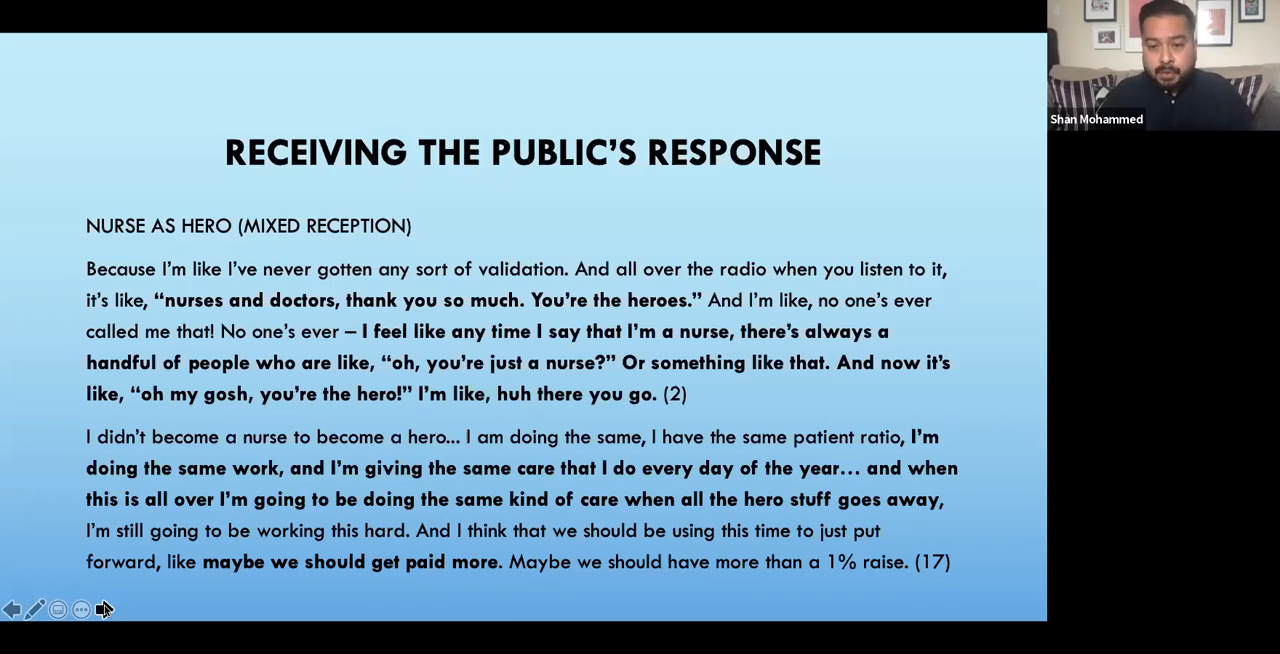 RECEIVING THE PUBLIC’S RESPONSE
Shan Mohammed
NURSE AS HERO (MIXED RECEPTION)
Because I’m like I’ve never gotten any sort of validation. And all over the radio when you listen to it,
it’s like, “nurses and doctors, thank you so much. You’re the heroes.” And I’m like, no one’s ever
called me that! No one’s ever – I feel like any time I say that I’m a nurse, there’s always a
handful of people who are like, “oh, you’re just a nurse?” Or something like that. And now it’s
like, “oh my gosh, you’re the hero!” I’m like, huh there you go. (2)
I didn’t become a nurse to become a hero... I am doing the same, I have the same patient ratio, I’m
doing the same work, and I’m giving the same care that I do every day of the year… and when
this is all over I’m going to be doing the same kind of care when all the hero stuff goes away,
I’m still going to be working this hard. And I think that we should be using this time to just put
forward, like maybe we should get paid more. Maybe we should have more than a 1% raise. (17)